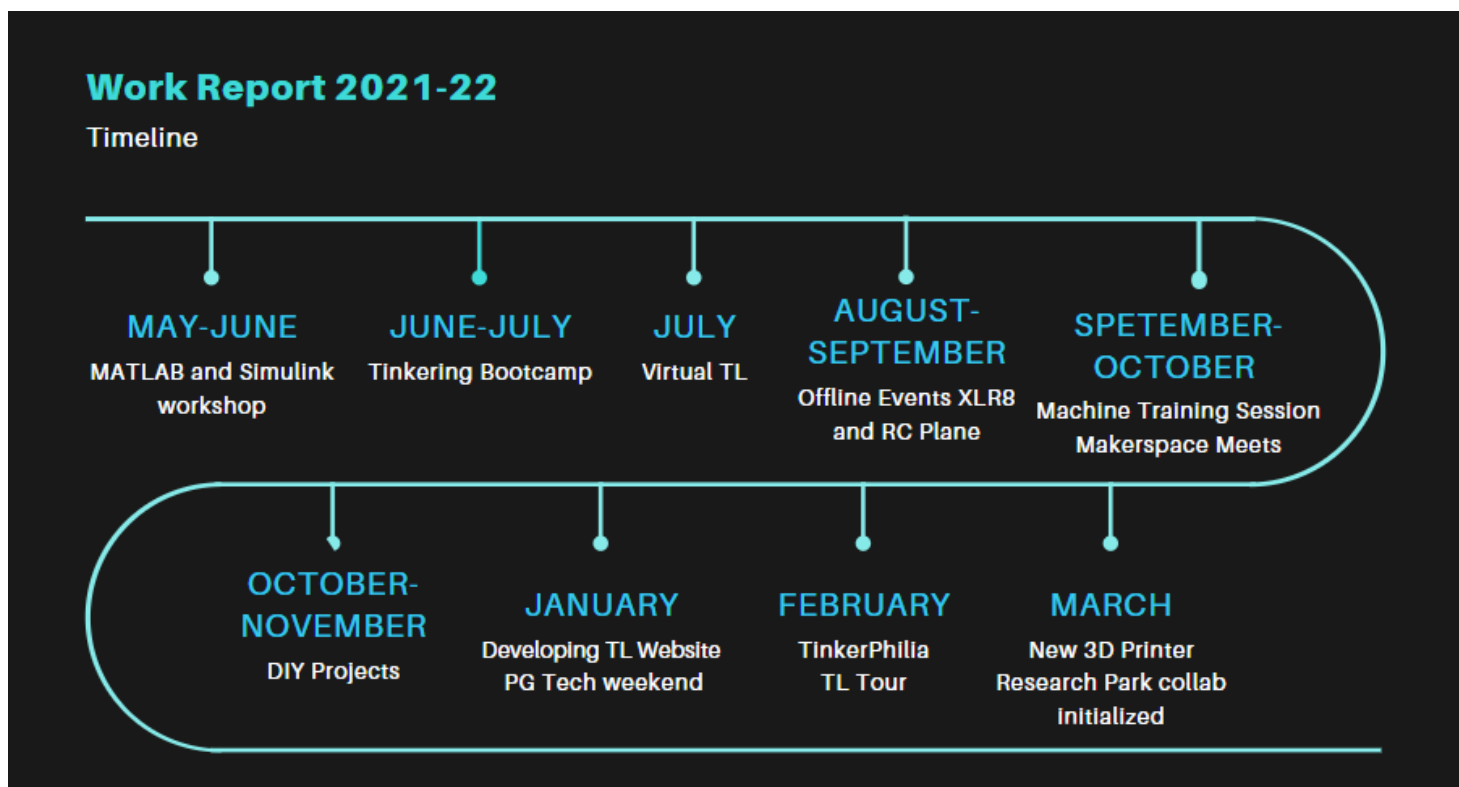 Work Report 2021-22
Timeline
MAY-JUNE
MATLAB and Simulink
workshop
JUNE-JULY
Tinkering Bootcamp
JULY
Virtual TL
AUGUST-
SEPTEMBER
Offline Events XLR8
and RC Plane
SPETEMBER-
OCTOBER
Machine Training Session
Makerspace Meets
OCTOBER-
NOVEMBER
DIY Projects
JANUARY
Developing TL Website
PG Tech weekend
FEBRUARY
TinkerPhilia
TL Tour
MARCH
New 3D Printer
Research Park collab
initialized